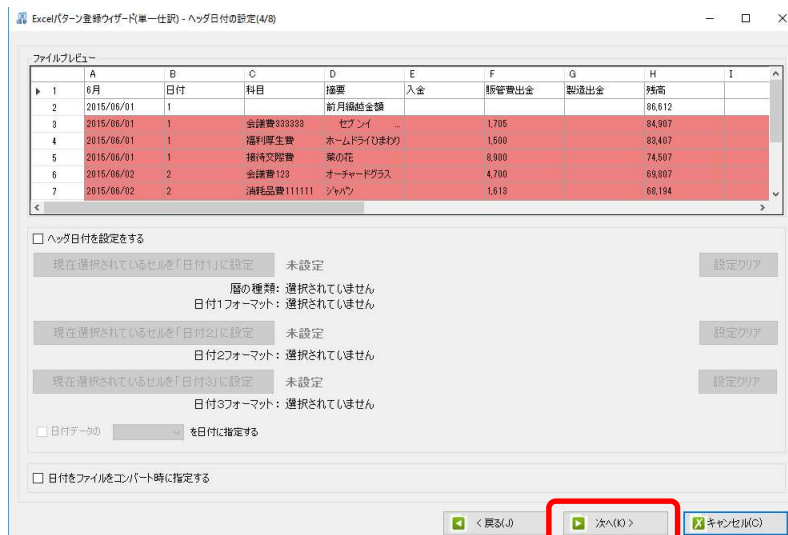 Excelパターン登録ウィザード(単一仕訳) - ヘッダ日付の設定(4/8)
ファイルプレビュー
A B C D E F G H I
1 6月 日付 科目 摘要 入金 販管費出金 製造出金 残高
2 2015/06/01 1 前月繰越金額 86,612
3 2015/06/01 1 会議費333333 セブンイ ... 1,705 84,907
4 2015/06/01 1 福利厚生費 ホームドライひまわり 1,500 83,407
5 2015/06/01 1 接待交際費 菜の花 8,900 74,507
6 2015/06/02 2 会議費123 オーチャードグラス 4,700 69,807
7 2015/06/02 2 消耗品費111111 ジャパン 1,613 68,194
ヘッダ日付を設定をする
現在選択されているセルを「日付1」に設定 未設定 設定クリア
暦の種類: 選択されていません
日付1フォーマット: 選択されていません
現在選択されているセルを「日付2」に設定 未設定 設定クリア
日付2フォーマット: 選択されていません
現在選択されているセルを「日付3」に設定 未設定 設定クリア
日付3フォーマット: 選択されていません
日付データの を日付に指定する
日付をファイルをコンバート時に指定する
< 戻る(J) 次へ(K) > キャンセル(C)